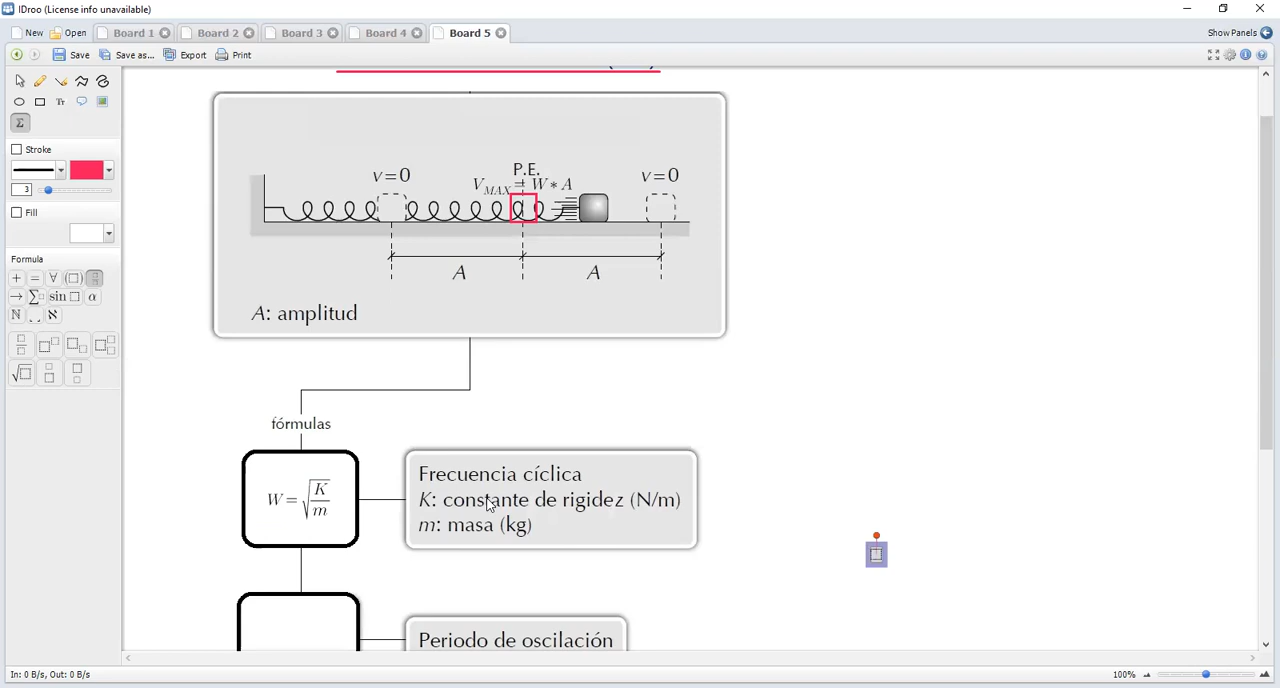 IDroo (License info unavailable)
New Open Board 1 Board 2 Board 3 Board 4 Board 5 Show Panels
Save Save as... Export Print
Tr
Σ
Stroke
3
Fill
Formula
+ = ∀ (□)
→ Σ□ sin □ α
ℕ ℵ
P.E.
v=0 V_MAX = W * A v=0
A A
A: amplitud
fórmulas
W = √(K/m)
Frecuencia cíclica
K: constante de rigidez (N/m)
m: masa (kg)
Periodo de oscilación
In: 0 B/s, Out: 0 B/s 100%